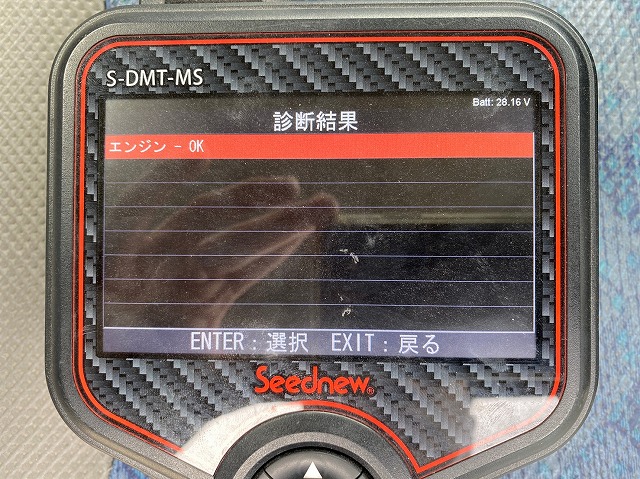 S-DMT-MS
Batt: 28.16 V
診断結果
エンジン - OK
ENTER : 選択 EXIT : 戻る
Seednew®